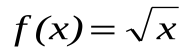 f(x) = √x